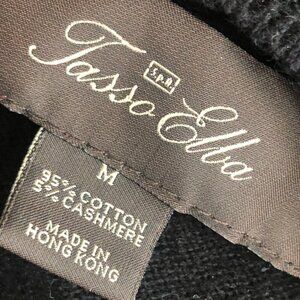 Tasso Elba
S.p.A.
M
95% COTTON
5% CASHMERE
MADE IN
HONG KONG